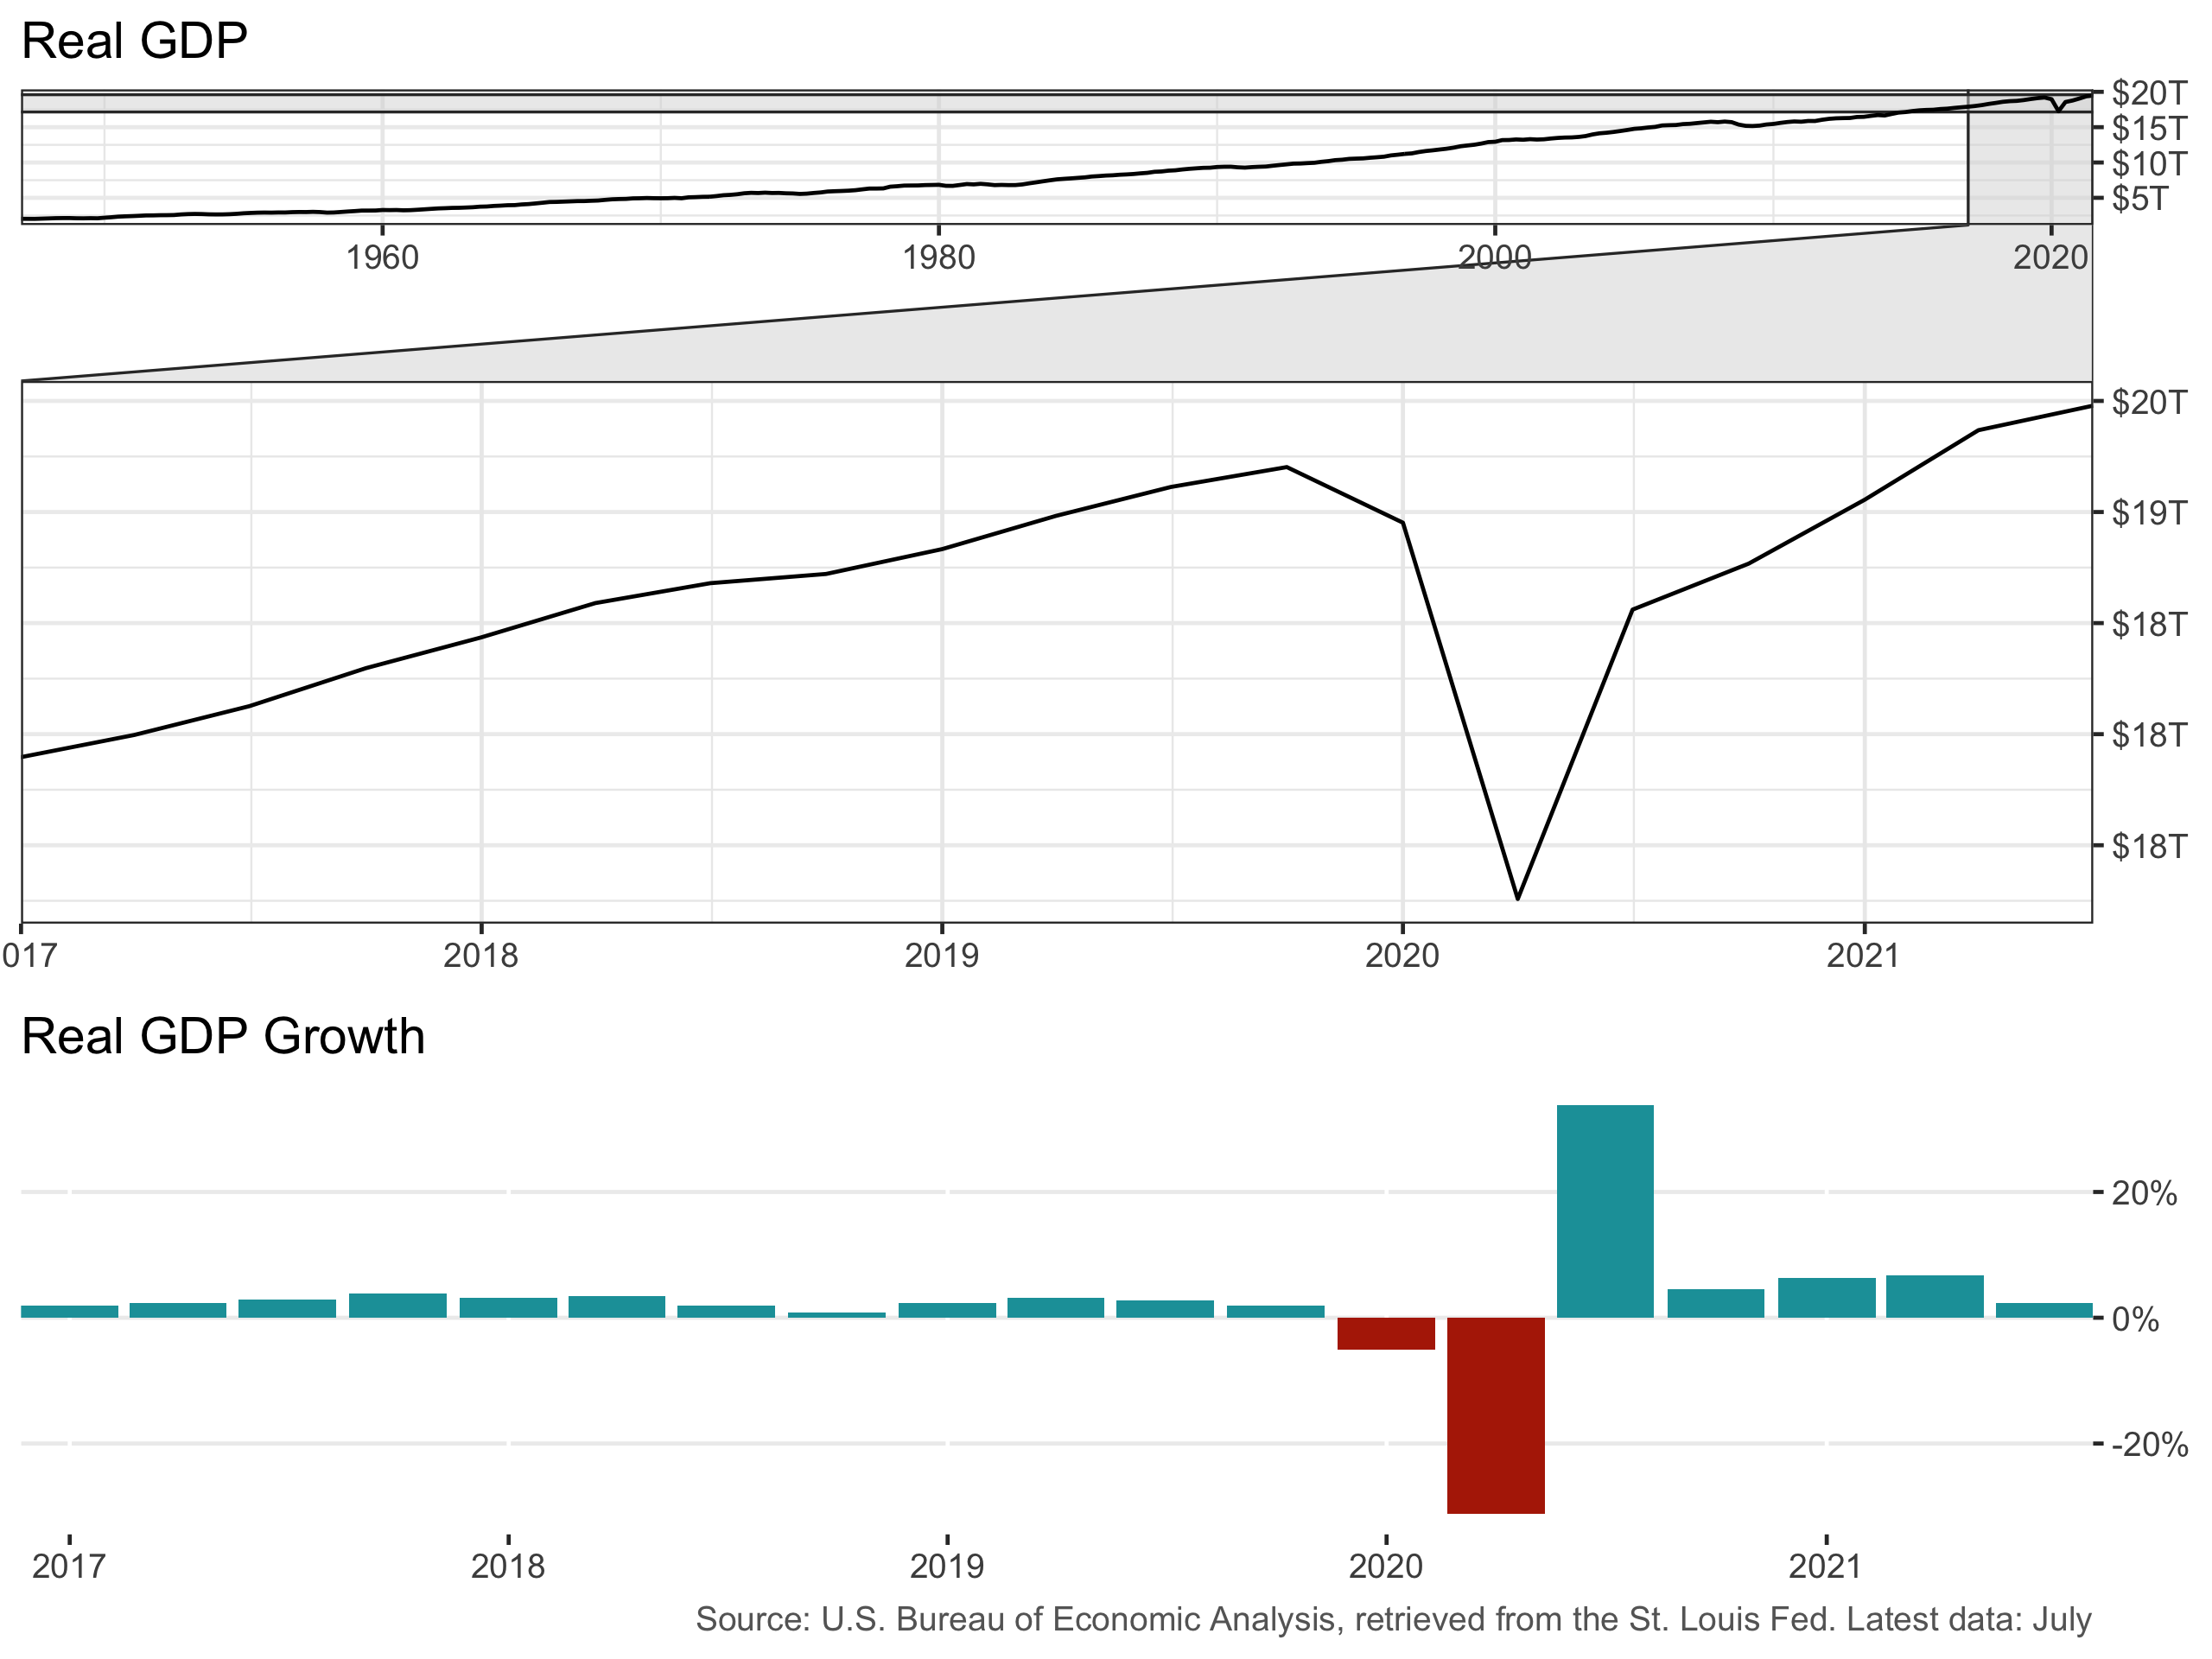 Real GDP
$20T
$15T
$10T
$5T
1960 1980 2000 2020
$20T
$19T
$18T
$18T
$18T
017 2018 2019 2020 2021
Real GDP Growth
20%
0%
-20%
2017 2018 2019 2020 2021
Source: U.S. Bureau of Economic Analysis, retrieved from the St. Louis Fed. Latest data: July